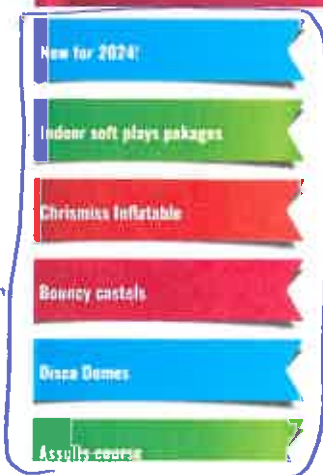 New for 2024!
Indoor soft plays pakages
Chrismiss Inflatable
Bouncy castels
Disco Domes
Assults course